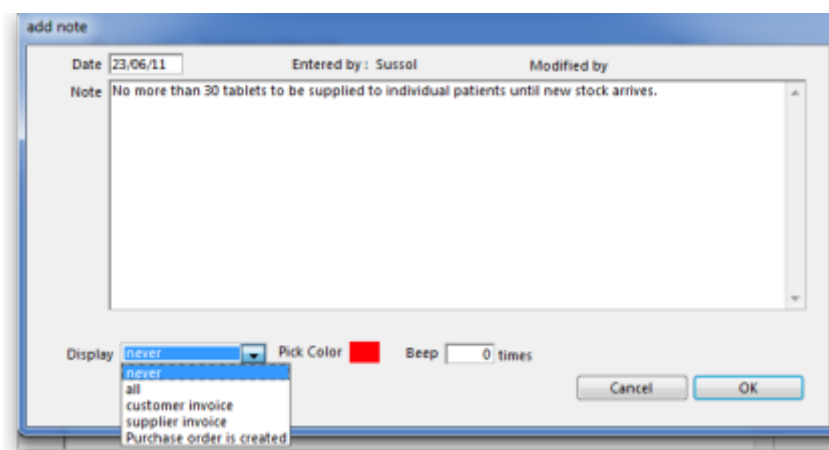 add note
Date 23/06/11 Entered by : Sussol Modified by
Note No more than 30 tablets to be supplied to individual patients until new stock arrives.
Display never Pick Color Beep 0 times
never
all
Cancel OK
customer invoice
supplier invoice
Purchase order is created